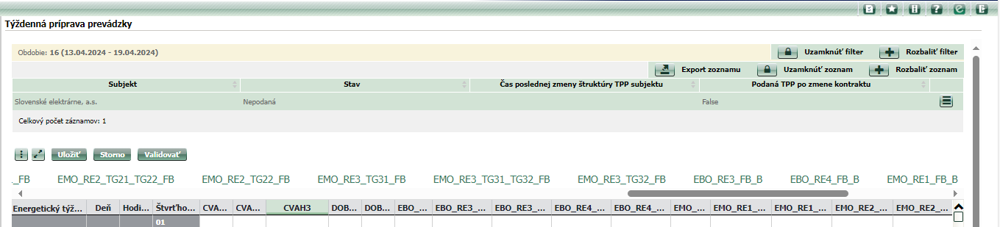 Týždenná príprava prevádzky
Obdobie: 16 (13.04.2024 - 19.04.2024)
Uzamknúť filter
Rozbaliť filter
Export zoznamu
Uzamknúť zoznam
Rozbaliť zoznam
Subjekt Stav Čas poslednej zmeny štruktúry TPP subjektu Podaná TPP po zmene kontraktu
Slovenské elektrárne, a.s. Nepodaná False
Celkový počet záznamov: 1
Uložiť Storno Validovať
._FB EMO_RE2_TG21_TG22_FB EMO_RE2_TG22_FB EMO_RE3_TG31_FB EMO_RE3_TG31_TG32_FB EMO_RE3_TG32_FB EBO_RE3_FB_B EBO_RE4_FB_B EMO_RE1_FB_B
Energetický týž... Deň Hodi... Štvrťho... CVA... CVA... CVAH3 DOB... DOB... EBO_... EBO_RE3_... EBO_RE3_... EBO_RE4_... EBO_RE4_... EMO_... EMO_RE1_... EMO_RE1_... EMO_RE2_... EMO_RE2_...
01